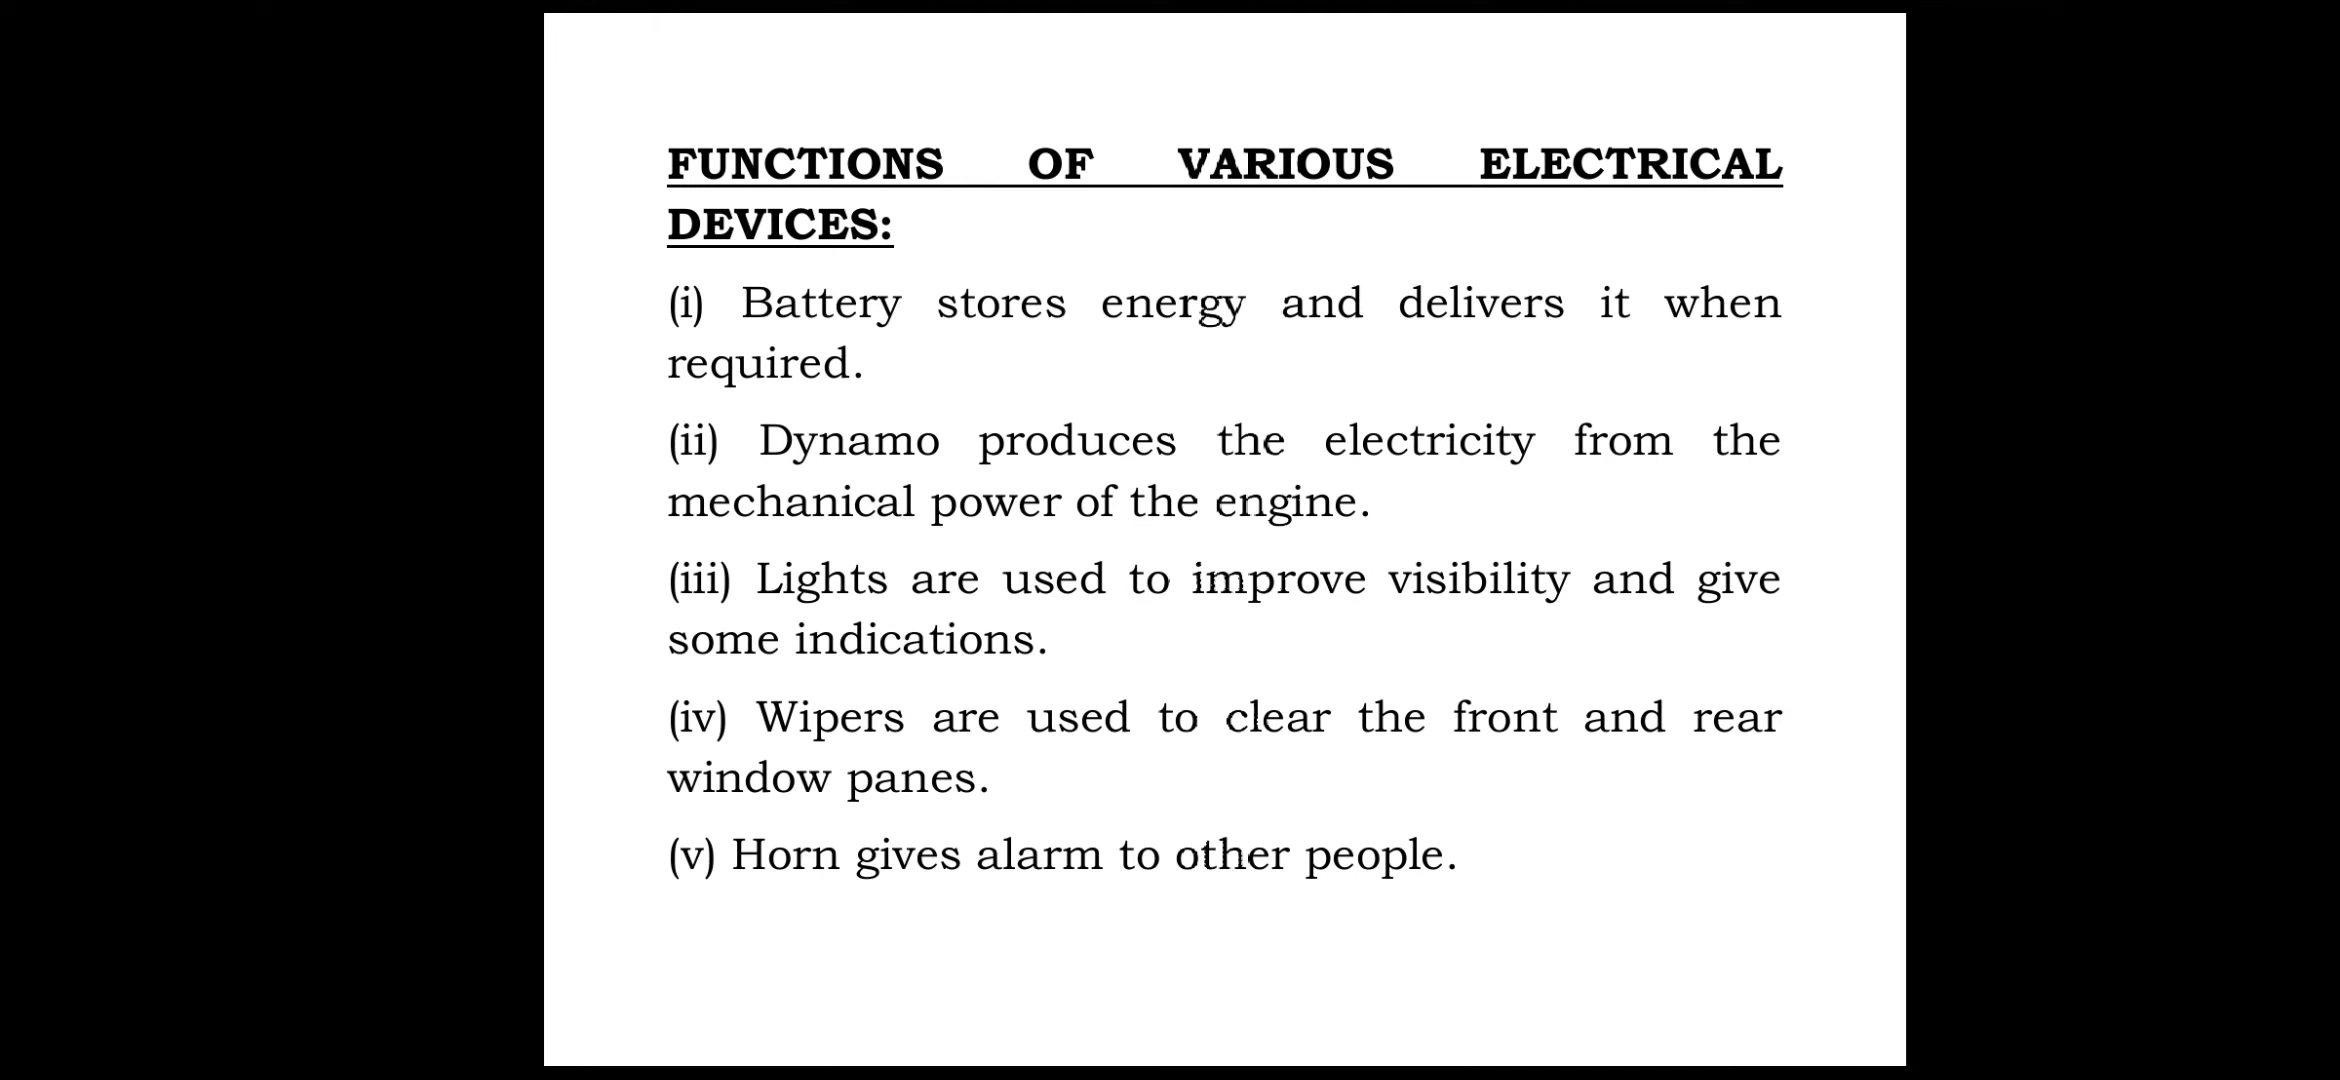 FUNCTIONS OF VARIOUS ELECTRICAL
DEVICES:
(i) Battery stores energy and delivers it when
required.
(ii) Dynamo produces the electricity from the
mechanical power of the engine.
(iii) Lights are used to improve visibility and give
some indications.
(iv) Wipers are used to clear the front and rear
window panes.
(v) Horn gives alarm to other people.